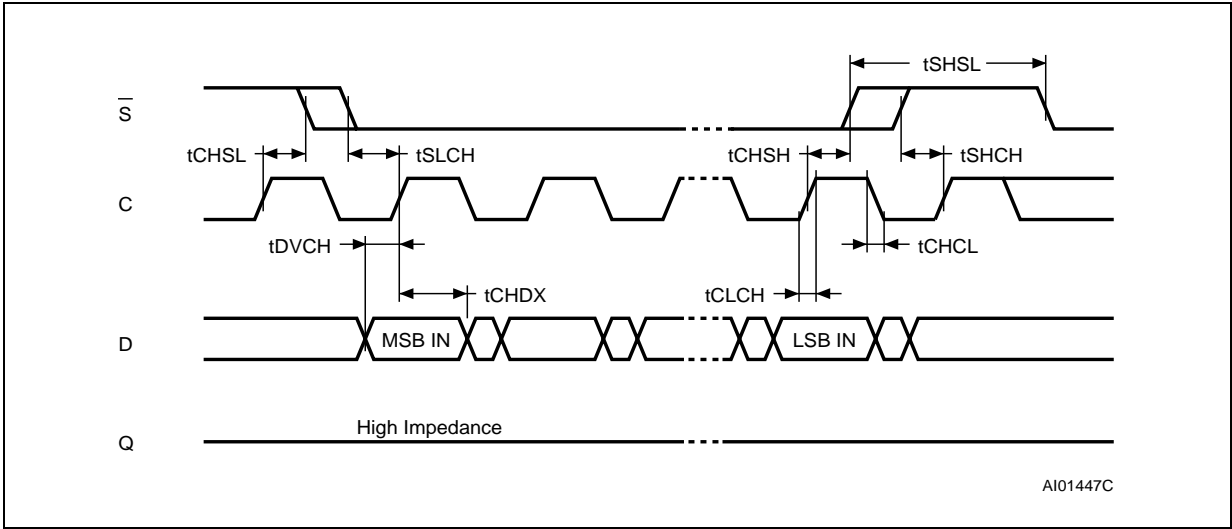 tSHSL
S̅
tCHSL
tSLCH
tCHSH
tSHCH
C
tDVCH
tCHCL
tCHDX
tCLCH
D
MSB IN
LSB IN
High Impedance
Q
AI01447C